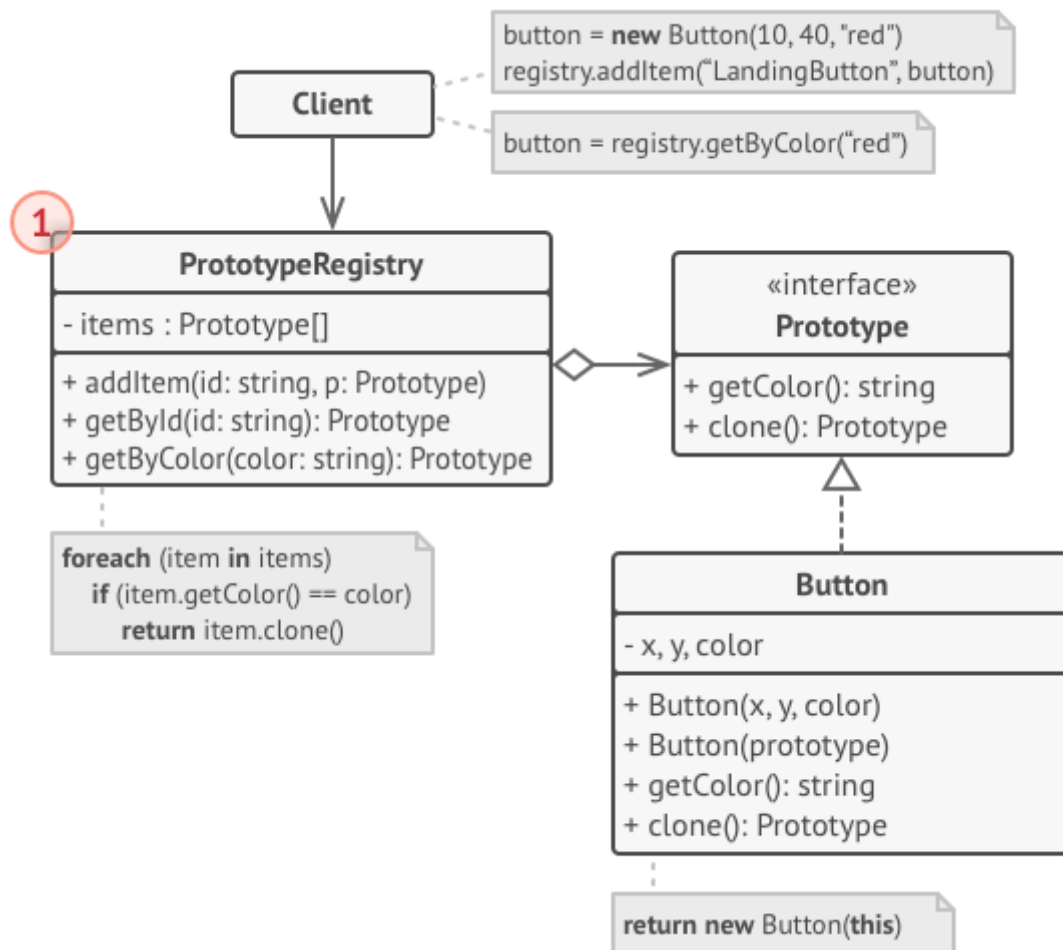 button = new Button(10, 40, "red")
registry.addItem(“LandingButton”, button)
Client
button = registry.getByColor(“red”)
1
PrototypeRegistry
- items : Prototype[]
+ addItem(id: string, p: Prototype)
+ getById(id: string): Prototype
+ getByColor(color: string): Prototype
«interface»
Prototype
+ getColor(): string
+ clone(): Prototype
foreach (item in items)
if (item.getColor() == color)
return item.clone()
Button
- x, y, color
+ Button(x, y, color)
+ Button(prototype)
+ getColor(): string
+ clone(): Prototype
return new Button(this)